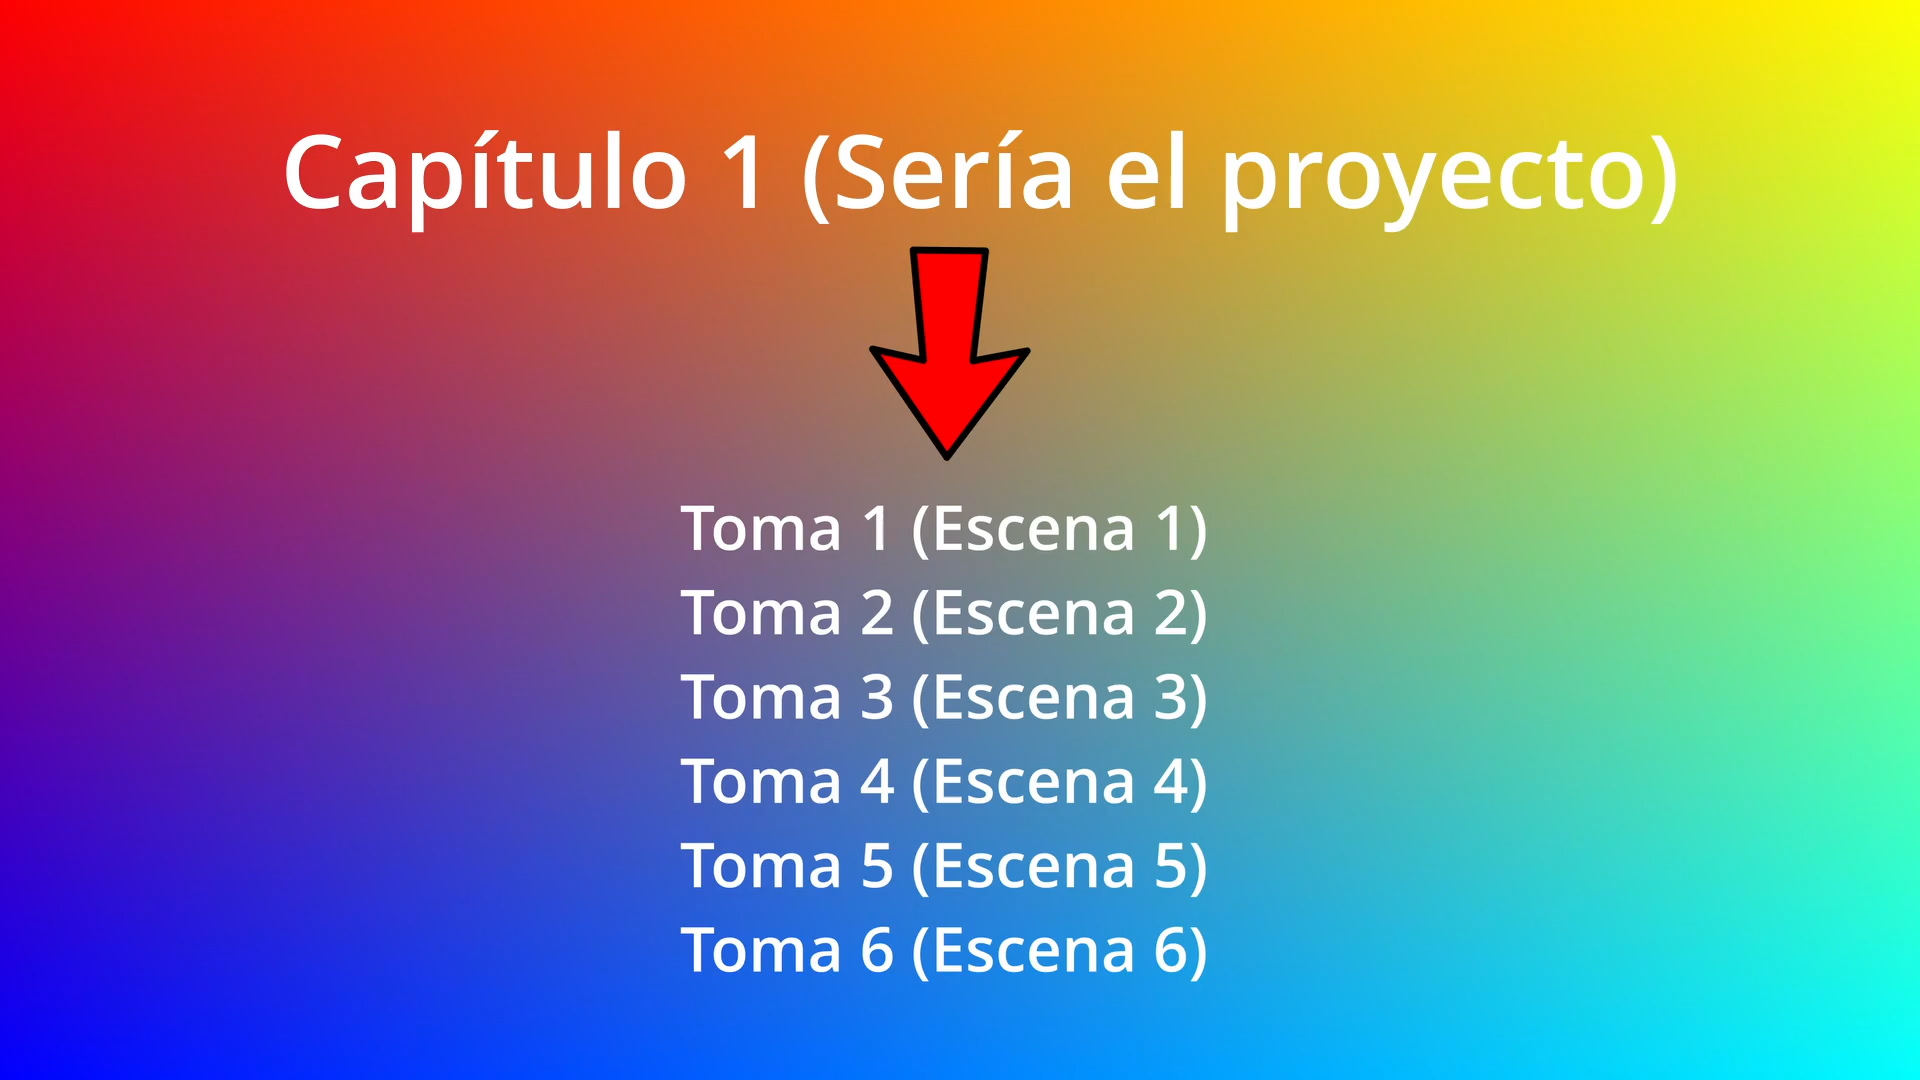 Capítulo 1 (Sería el proyecto)
Toma 1 (Escena 1)
Toma 2 (Escena 2)
Toma 3 (Escena 3)
Toma 4 (Escena 4)
Toma 5 (Escena 5)
Toma 6 (Escena 6)